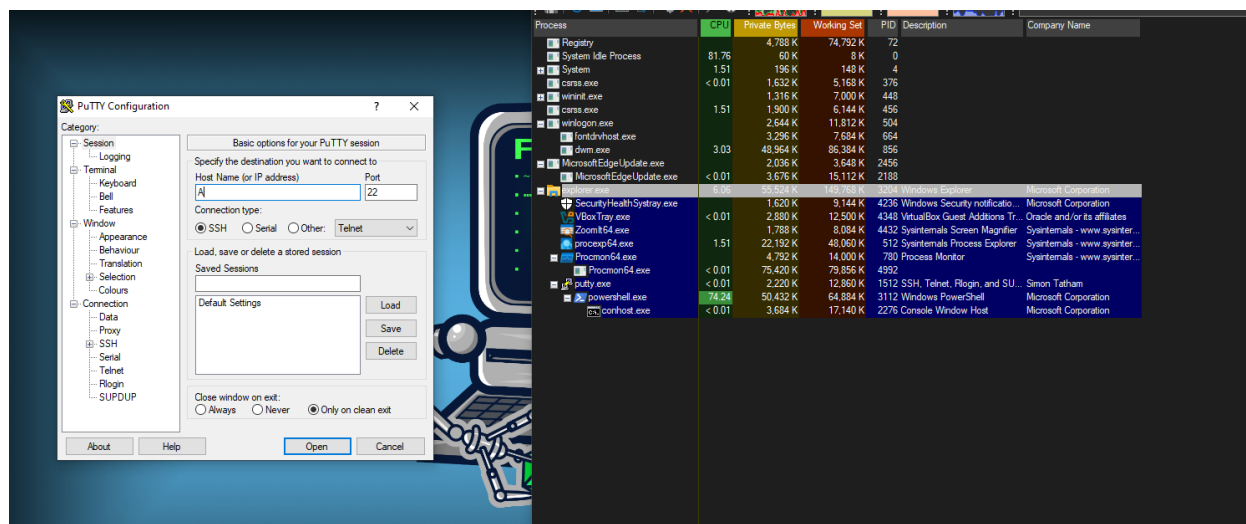 PuTTY Configuration ? ×
Category:
Session
Logging
Terminal
Keyboard
Bell
Features
Window
Appearance
Behaviour
Translation
Selection
Colours
Connection
Data
Proxy
SSH
Serial
Telnet
Rlogin
SUPDUP
Basic options for your PuTTY session
Specify the destination you want to connect to
Host Name (or IP address) Port
A 22
Connection type:
SSH Serial Other: Telnet
Load, save or delete a stored session
Saved Sessions
Default Settings
Load
Save
Delete
Close window on exit:
Always Never Only on clean exit
About Help Open Cancel
Process CPU Private Bytes Working Set PID Description Company Name
Registry 4,788 K 74,792 K 72
System Idle Process 81.76 60 K 8 K 0
System 1.51 196 K 148 K 4
csrss.exe < 0.01 1,632 K 5,168 K 376
wininit.exe 1,316 K 7,000 K 448
csrss.exe 1.51 1,900 K 6,144 K 456
winlogon.exe 2,644 K 11,812 K 504
fontdrvhost.exe 3,296 K 7,684 K 664
dwm.exe 3.03 48,964 K 86,384 K 856
MicrosoftEdgeUpdate.exe 2,036 K 3,648 K 2456
MicrosoftEdgeUpdate.exe < 0.01 3,676 K 15,112 K 2188
explorer.exe 6.06 55,524 K 149,768 K 3204 Windows Explorer Microsoft Corporation
SecurityHealthSystray.exe 1,620 K 9,144 K 4236 Windows Security notificatio... Microsoft Corporation
VBoxTray.exe < 0.01 2,880 K 12,500 K 4348 VirtualBox Guest Additions Tr... Oracle and/or its affiliates
ZoomIt64.exe 1,788 K 8,084 K 4432 Sysinternals Screen Magnifier Sysinternals - www.sysinter...
procexp64.exe 1.51 22,192 K 48,060 K 512 Sysinternals Process Explorer Sysinternals - www.sysinter...
Procmon64.exe 4,792 K 14,000 K 780 Process Monitor Sysinternals - www.sysinter...
Procmon64.exe < 0.01 75,420 K 79,856 K 4992
putty.exe < 0.01 2,220 K 12,860 K 1512 SSH, Telnet, Rlogin, and SU... Simon Tatham
powershell.exe 74.24 50,432 K 64,884 K 3112 Windows PowerShell Microsoft Corporation
conhost.exe < 0.01 3,684 K 17,140 K 2276 Console Window Host Microsoft Corporation